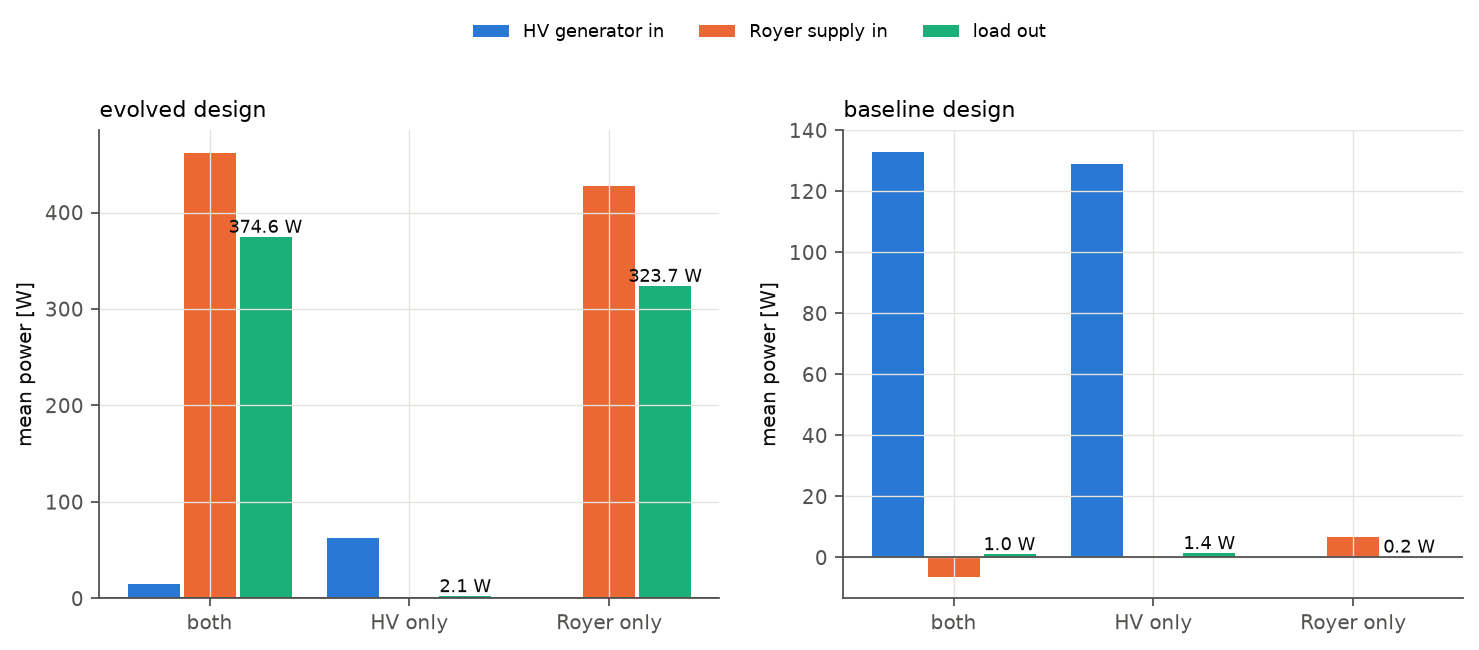 HV generator in Royer supply in load out
evolved design
mean power [W]
400
300
200
100
0
374.6 W
2.1 W
323.7 W
both HV only Royer only
baseline design
mean power [W]
140
120
100
80
60
40
20
0
1.0 W
1.4 W
0.2 W
both HV only Royer only